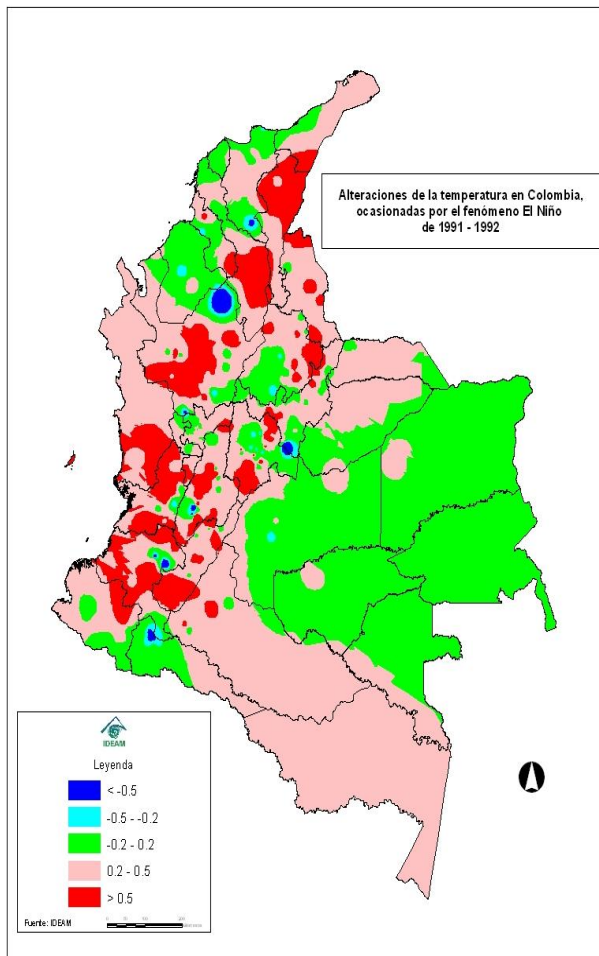 Alteraciones de la temperatura en Colombia,
ocasionadas por el fenómeno El Niño
de 1991 - 1992
IDEAM
Leyenda
< -0.5
-0.5 - -0.2
-0.2 - 0.2
0.2 - 0.5
> 0.5
Fuente: IDEAM